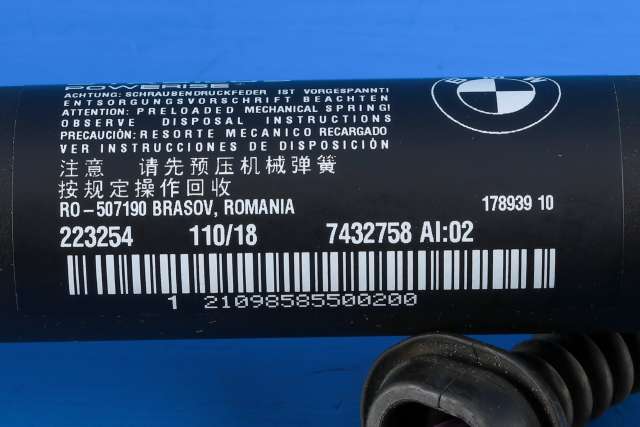 POWERISE
ACHTUNG: SCHRAUBENDRUCKFEDER IST VORGESPANNT!
ENTSORGUNGSVORSCHRIFT BEACHTEN
ATTENTION: PRELOADED MECHANICAL SPRING!
OBSERVE DISPOSAL INSTRUCTIONS
PRECAUCIÓN: RESORTE MECANICO RECARGADO
VER INSTRUCCIONES DE DISPOSICIÓN
注意 请先预压机械弹簧
按规定操作回收
RO-507190 BRASOV, ROMANIA 178939 10
223254 110/18 7432758 AI:02
1 21098585500200